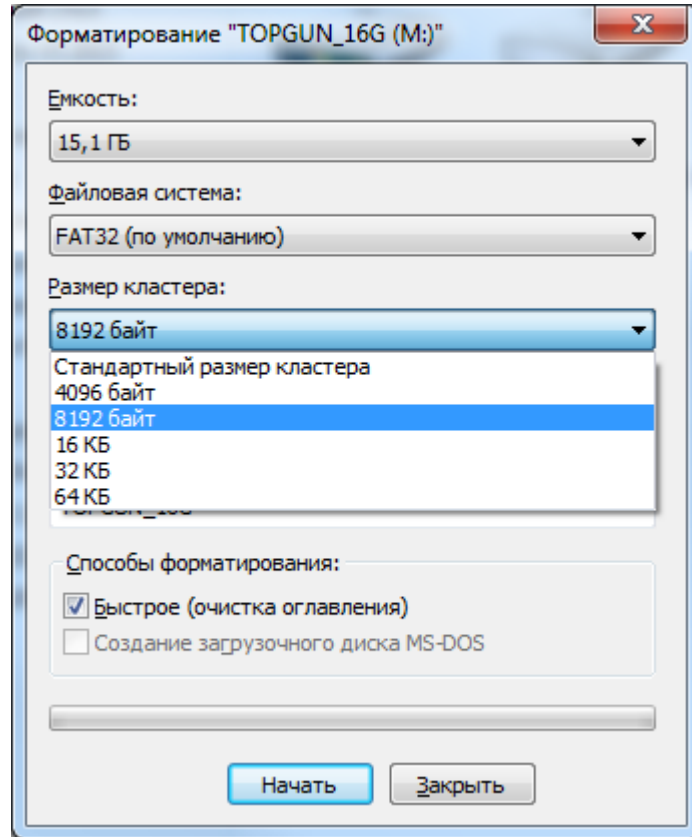 Форматирование "TOPGUN_16G (M:)"
Емкость:
15,1 ГБ
Файловая система:
FAT32 (по умолчанию)
Размер кластера:
8192 байт
Стандартный размер кластера
4096 байт
8192 байт
16 КБ
32 КБ
64 КБ
TOPGUN_16G
Способы форматирования:
Быстрое (очистка оглавления)
Создание загрузочного диска MS-DOS
Начать
Закрыть